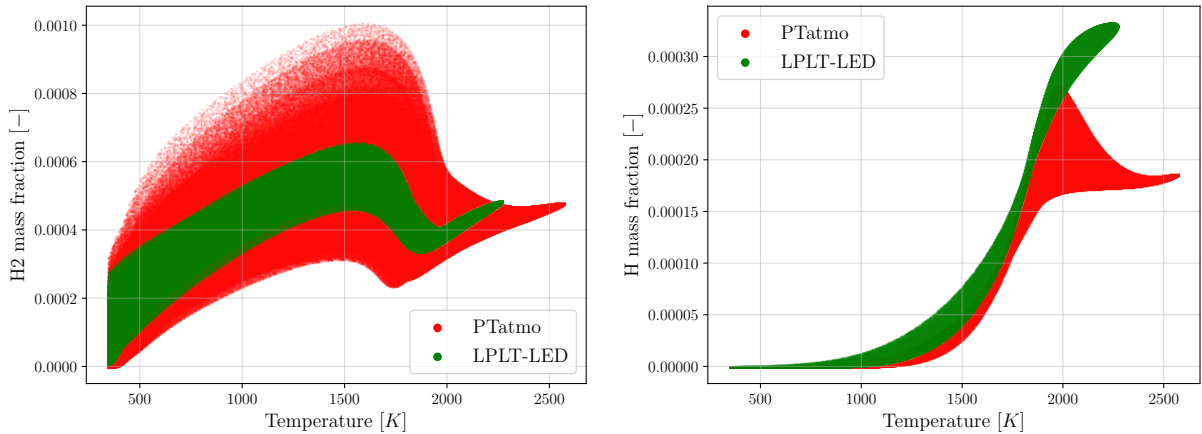 H2 mass fraction [−]
0.0010
0.0008
0.0006
0.0004
0.0002
0.0000
500
1000
1500
2000
2500
Temperature [K]
PTatmo
LPLT-LED
H mass fraction [−]
0.00030
0.00025
0.00020
0.00015
0.00010
0.00005
0.00000
500
1000
1500
2000
2500
Temperature [K]
PTatmo
LPLT-LED